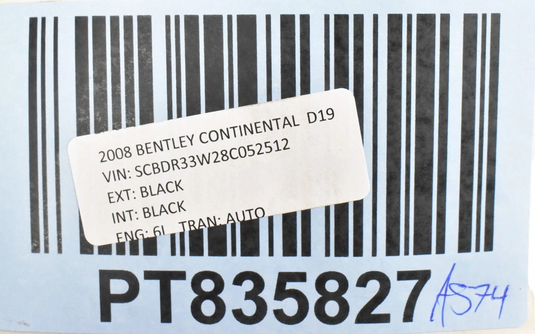 2008 BENTLEY CONTINENTAL D19
VIN: SCBDR33W28C052512
EXT: BLACK
INT: BLACK
ENG: 6L TRAN: AUTO
PT835827 AS74